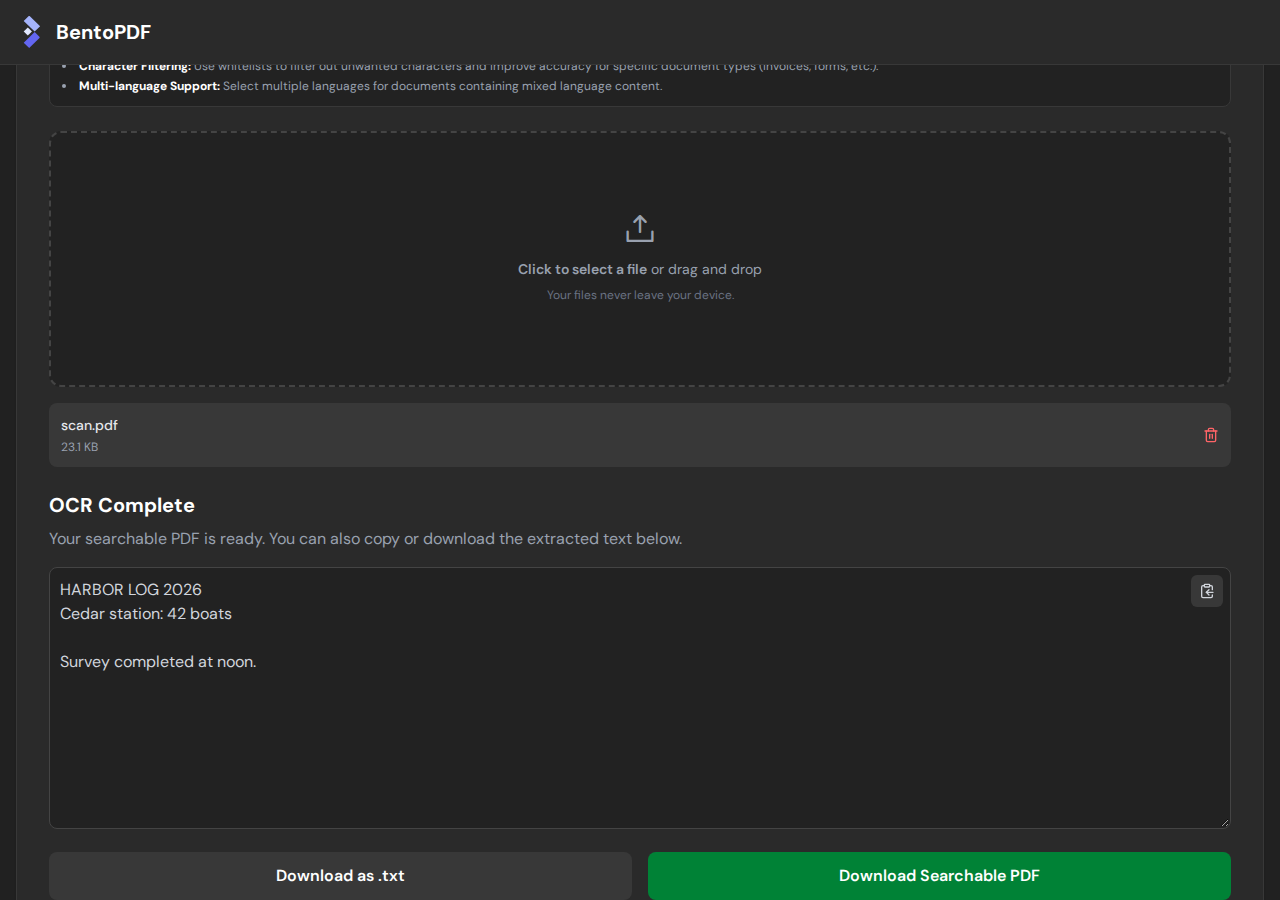 BentoPDF
• Character Filtering: Use whitelists to filter out unwanted characters and improve accuracy for specific document types (invoices, forms, etc.).
• Multi-language Support: Select multiple languages for documents containing mixed language content.
Click to select a file or drag and drop
Your files never leave your device.
scan.pdf
23.1 KB
OCR Complete
Your searchable PDF is ready. You can also copy or download the extracted text below.
HARBOR LOG 2026
Cedar station: 42 boats
Survey completed at noon.
Download as .txt
Download Searchable PDF